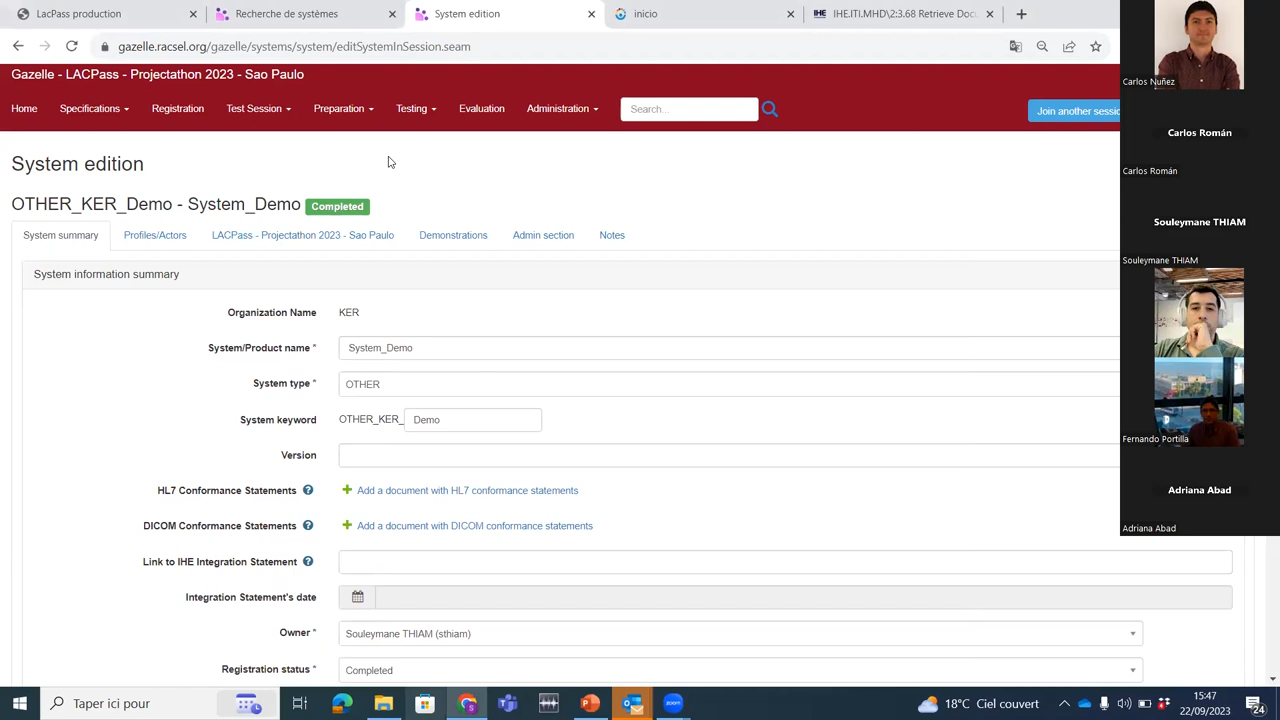 LacPass production
Recherche de systèmes
System edition
inicio
IHE.ITI.MHD\2:3.68 Retrieve Doc
gazelle.racsel.org/gazelle/systems/system/editSystemInSession.seam
Gazelle - LACPass - Projectathon 2023 - Sao Paulo
Home
Specifications
Registration
Test Session
Preparation
Testing
Evaluation
Administration
Search...
Join another sessio
System edition
OTHER_KER_Demo - System_Demo Completed
System summary
Profiles/Actors
LACPass - Projectathon 2023 - Sao Paulo
Demonstrations
Admin section
Notes
System information summary
Organization Name KER
System/Product name * System_Demo
System type * OTHER
System keyword OTHER_KER_ Demo
Version
HL7 Conformance Statements ? Add a document with HL7 conformance statements
DICOM Conformance Statements ? Add a document with DICOM conformance statements
Link to IHE Integration Statement ?
Integration Statement's date
Owner * Souleymane THIAM (sthiam)
Registration status * Completed
Carlos Nuñez
Carlos Román
Carlos Román
Souleymane THIAM
Souleymane THIAM
Fernando Portilla
Adriana Abad
Adriana Abad
Taper ici pour
zoom
18°C Ciel couvert
15:47
22/09/2023
24